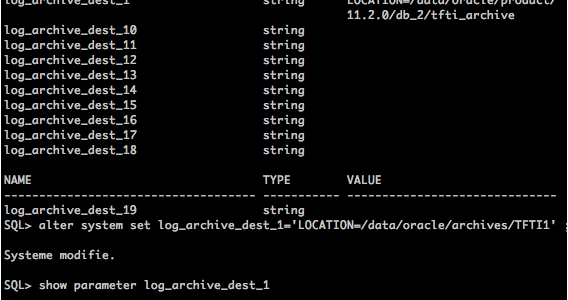 log_archive_dest_1 string LOCATION=/data/oracle/product/
11.2.0/db_2/tfti_archive
log_archive_dest_10 string
log_archive_dest_11 string
log_archive_dest_12 string
log_archive_dest_13 string
log_archive_dest_14 string
log_archive_dest_15 string
log_archive_dest_16 string
log_archive_dest_17 string
log_archive_dest_18 string
NAME TYPE VALUE
------------------------------------ ----------- ------------------------------
log_archive_dest_19 string
SQL> alter system set log_archive_dest_1='LOCATION=/data/oracle/archives/TFTI1' ;
Systeme modifie.
SQL> show parameter log_archive_dest_1